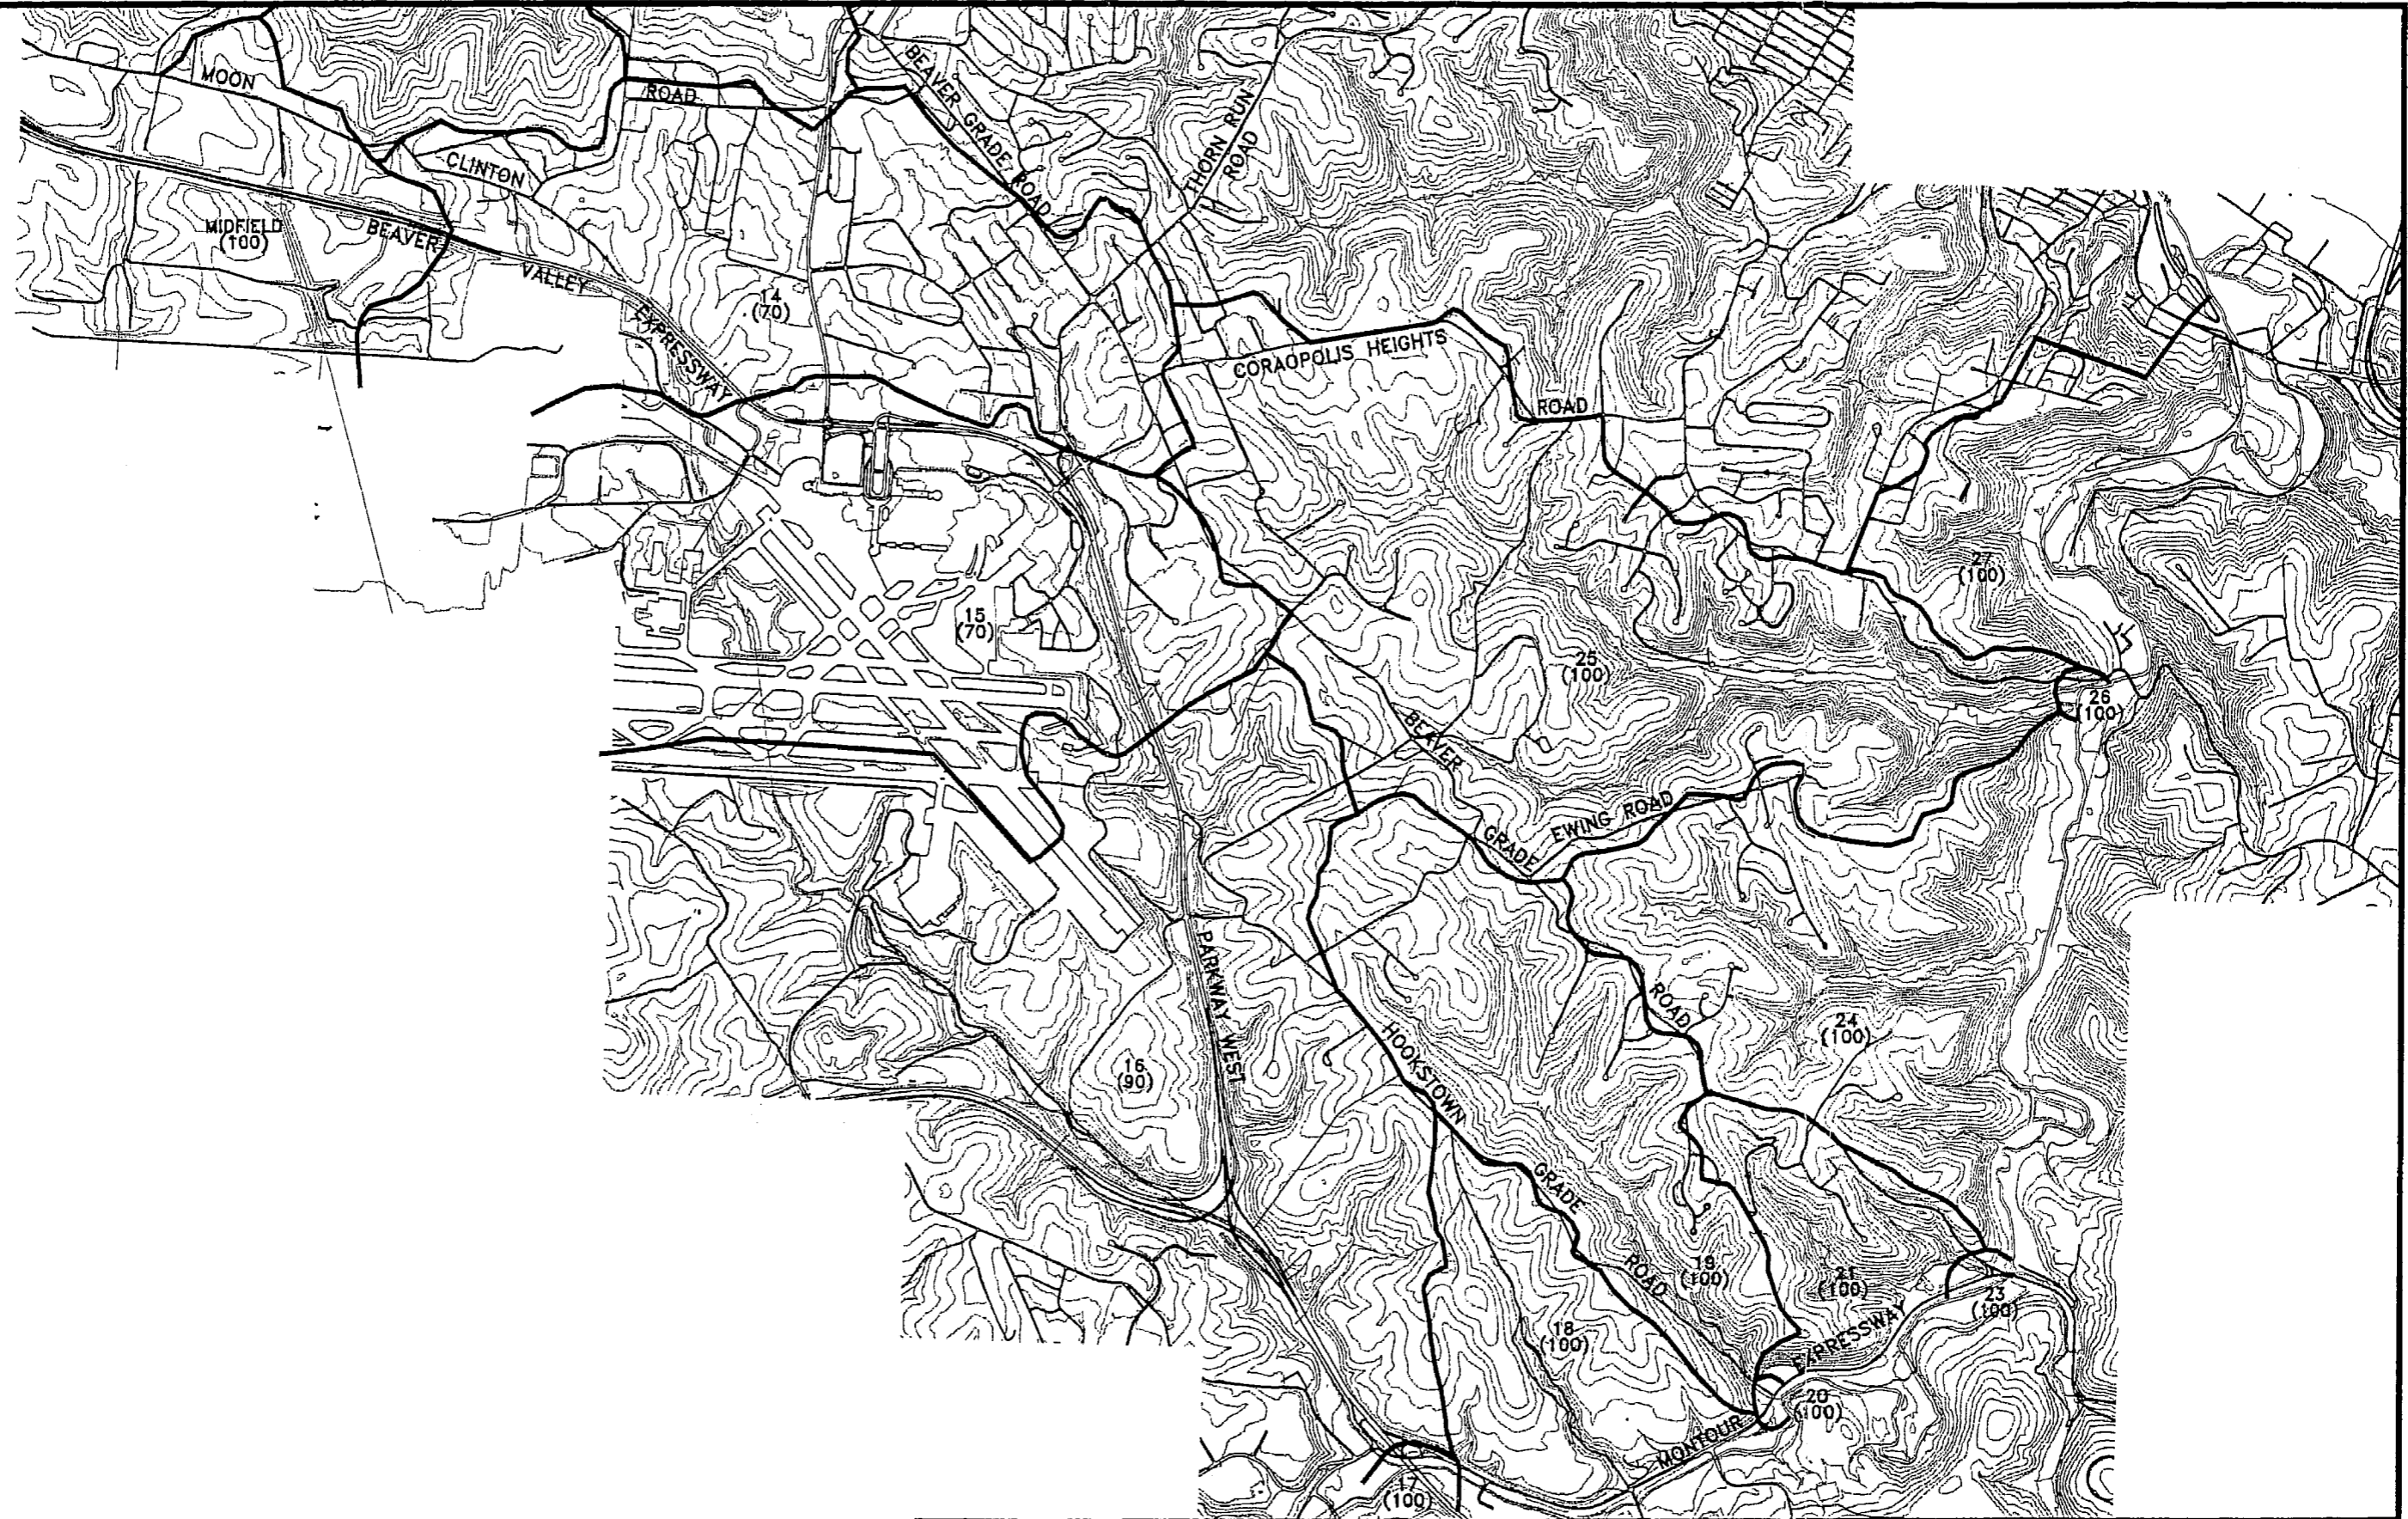 MOON
ROAD
BEAVER GRADE ROAD
THORN RUN
ROAD
CLINTON
MIDFIELD
(100)
BEAVER
VALLEY
EXPRESSWAY
14
(70)
CORAOPOLIS HEIGHTS
ROAD
27
(100)
15
(70)
25
(100)
26
(100)
BEAVER
GRADE
EWING ROAD
ROAD
PARKWAY WEST
24
(100)
HOOKSTOWN
GRADE
ROAD
16
(90)
19
(100)
21
(100)
23
(100)
18
(100)
EXPRESSWAY
20
(100)
MONTOUR
17
(100)